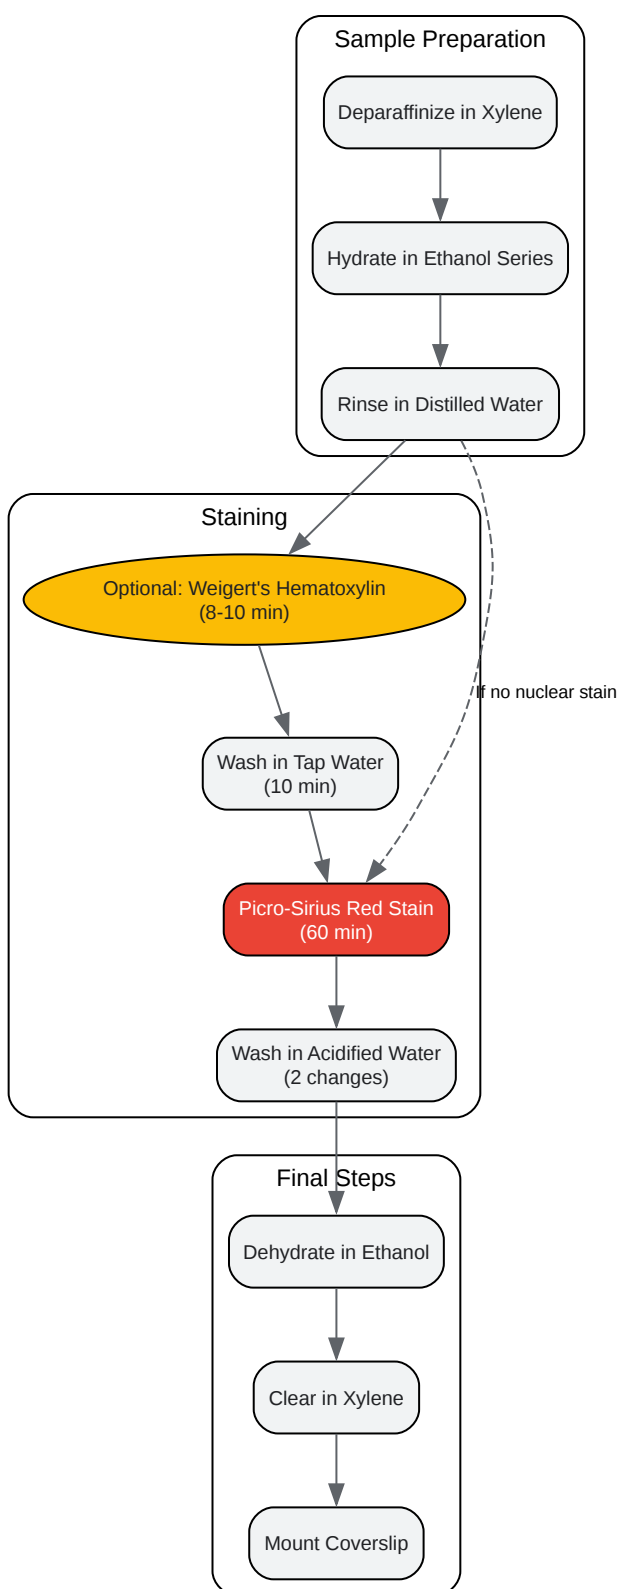 Sample Preparation
Deparaffinize in Xylene
Hydrate in Ethanol Series
Rinse in Distilled Water
Staining
Optional: Weigert's Hematoxylin
(8-10 min)
If no nuclear stain
Wash in Tap Water
(10 min)
Picro-Sirius Red Stain
(60 min)
Wash in Acidified Water
(2 changes)
Final Steps
Dehydrate in Ethanol
Clear in Xylene
Mount Coverslip